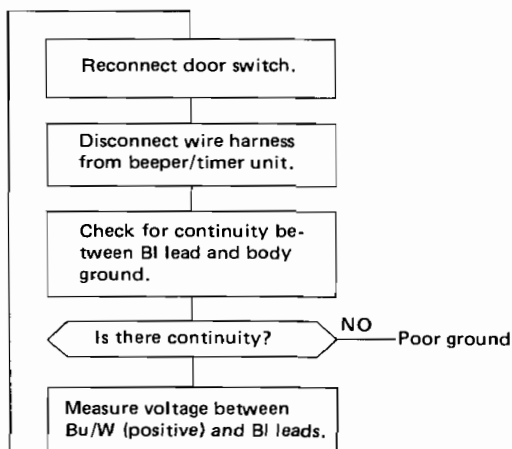 Reconnect door switch.
Disconnect wire harness
from beeper/timer unit.
Check for continuity be-
tween Bl lead and body
ground.
Is there continuity?
NO
Poor ground
Measure voltage between
Bu/W (positive) and Bl leads.